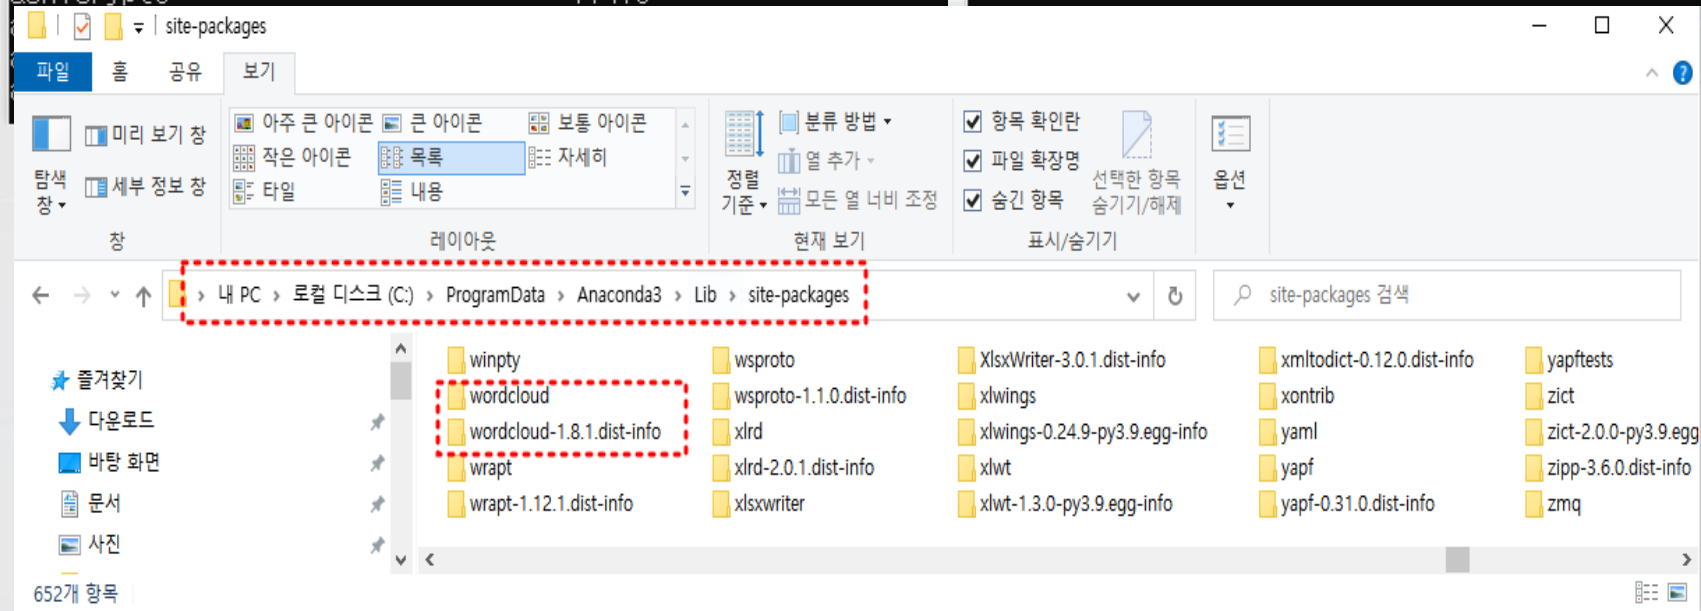 site-packages
파일 홈 공유 보기
미리 보기 창
세부 정보 창
탐색
창
창
아주 큰 아이콘 큰 아이콘 보통 아이콘
작은 아이콘 목록 자세히
타일 내용
레이아웃
정렬
기준
분류 방법
열 추가
모든 열 너비 조정
현재 보기
항목 확인란
파일 확장명
숨긴 항목
선택한 항목
숨기기/해제
표시/숨기기
옵션
내 PC › 로컬 디스크 (C:) › ProgramData › Anaconda3 › Lib › site-packages
site-packages 검색
즐겨찾기
다운로드
바탕 화면
문서
사진
winpty
wordcloud
wordcloud-1.8.1.dist-info
wrapt
wrapt-1.12.1.dist-info
wsproto
wsproto-1.1.0.dist-info
xlrd
xlrd-2.0.1.dist-info
xlsxwriter
XlsxWriter-3.0.1.dist-info
xlwings
xlwings-0.24.9-py3.9.egg-info
xlwt
xlwt-1.3.0-py3.9.egg-info
xmltodict-0.12.0.dist-info
xontrib
yaml
yapf
yapf-0.31.0.dist-info
yapftests
zict
zict-2.0.0-py3.9.egg
zipp-3.6.0.dist-info
zmq
652개 항목